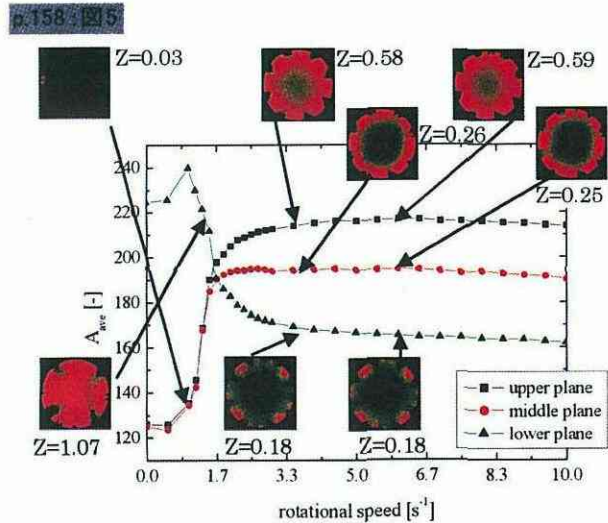 p.158 : 図5
Z=0.03
Z=0.58
Z=0.59
Z=0.26
Z=0.25
240
220
200
180
160
140
120
A_ave [-]
Z=1.07
Z=0.18
Z=0.18
upper plane
middle plane
lower plane
0.0 1.7 3.3 5.0 6.7 8.3 10.0
rotational speed [s⁻¹]